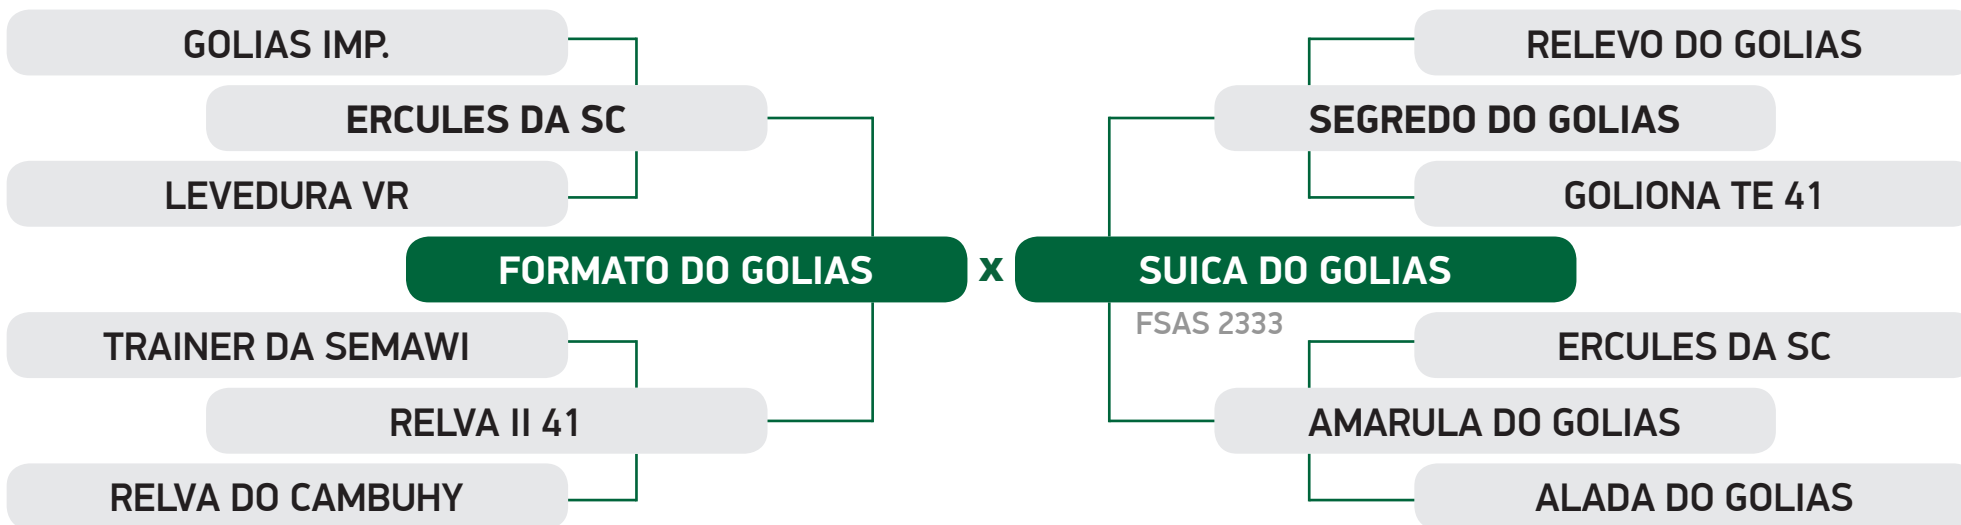 GOLIAS IMP.
RELEVO DO GOLIAS
ERCULES DA SC
SEGREDO DO GOLIAS
LEVEDURA VR
GOLIONA TE 41
FORMATO DO GOLIAS x SUICA DO GOLIAS
FSAS 2333
TRAINER DA SEMAWI
ERCULES DA SC
RELVA II 41
AMARULA DO GOLIAS
RELVA DO CAMBUHY
ALADA DO GOLIAS